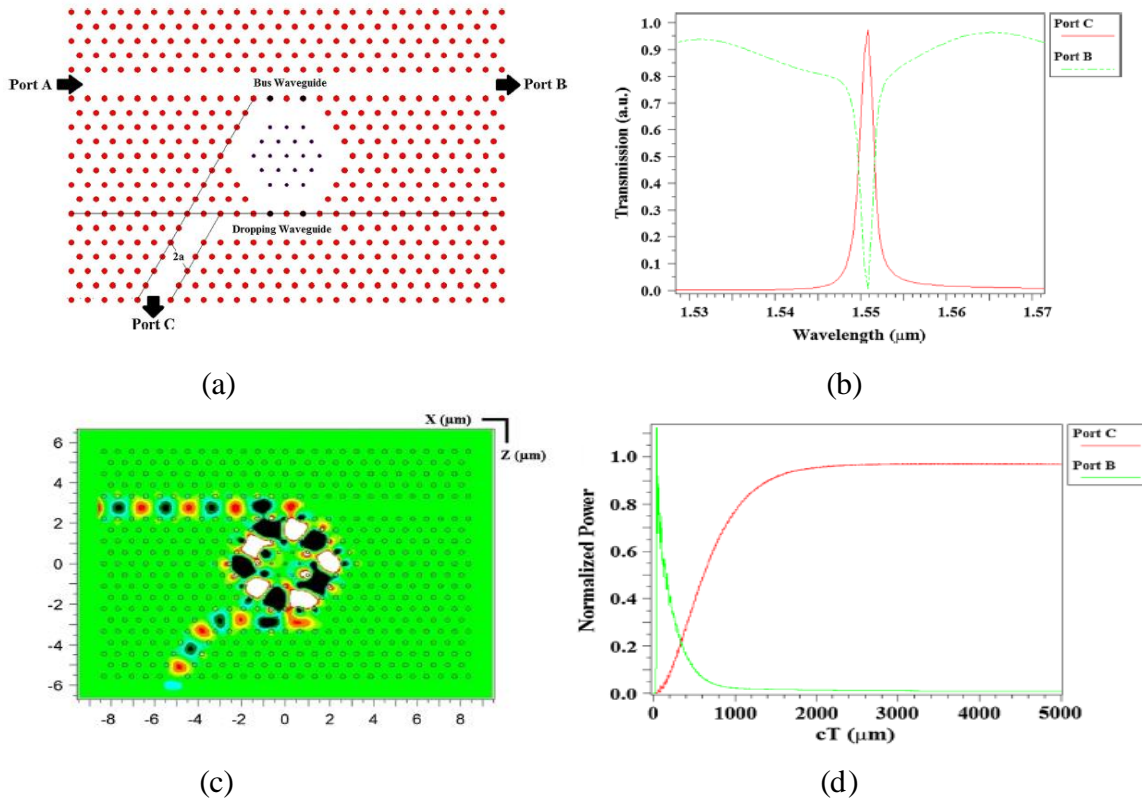 Port A
Bus Waveguide
Port B
Dropping Waveguide
2a
Port C
(a)
Port C
Port B
Transmission (a.u.)
1.0
0.9
0.8
0.7
0.6
0.5
0.4
0.3
0.2
0.1
0.0
1.53 1.54 1.55 1.56 1.57
Wavelength (μm)
(b)
X (μm)
Z (μm)
6
4
2
0
-2
-4
-6
-8 -6 -4 -2 0 2 4 6 8
(c)
Port C
Port B
Normalized Power
1.0
0.8
0.6
0.4
0.2
0.0
0 1000 2000 3000 4000 5000
cT (μm)
(d)